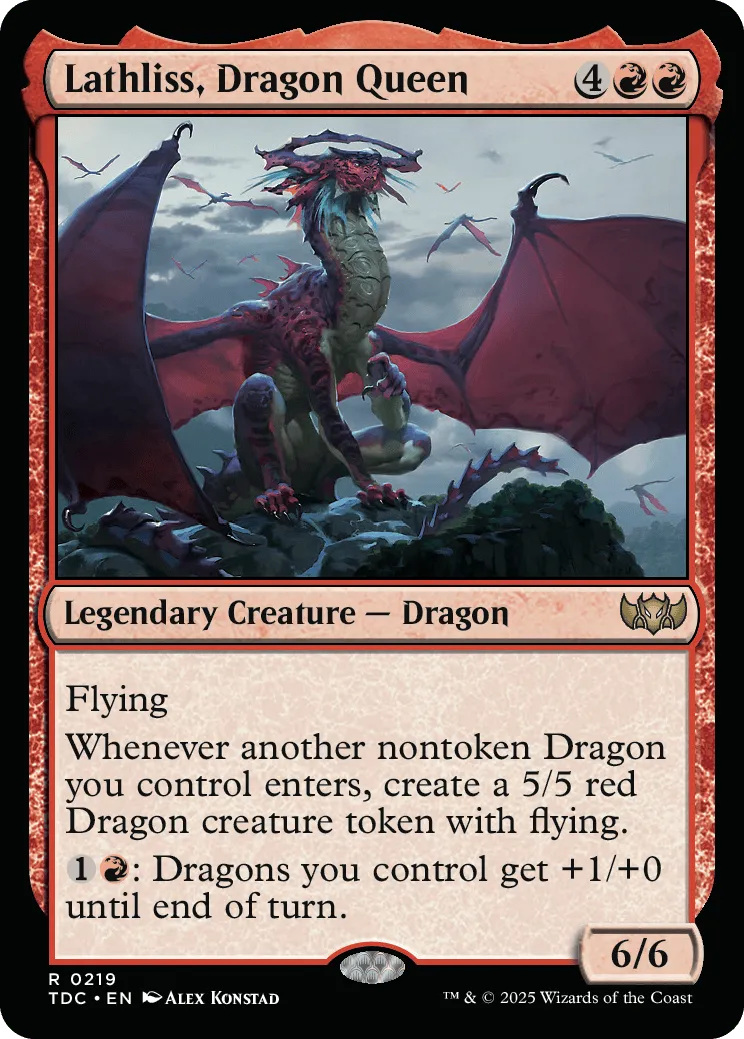 Lathliss, Dragon Queen 4
Legendary Creature — Dragon
Flying
Whenever another nontoken Dragon
you control enters, create a 5/5 red
Dragon creature token with flying.
1 : Dragons you control get +1/+0
until end of turn.
6/6
R 0219
TDC • EN Alex Konstad
™ & © 2025 Wizards of the Coast